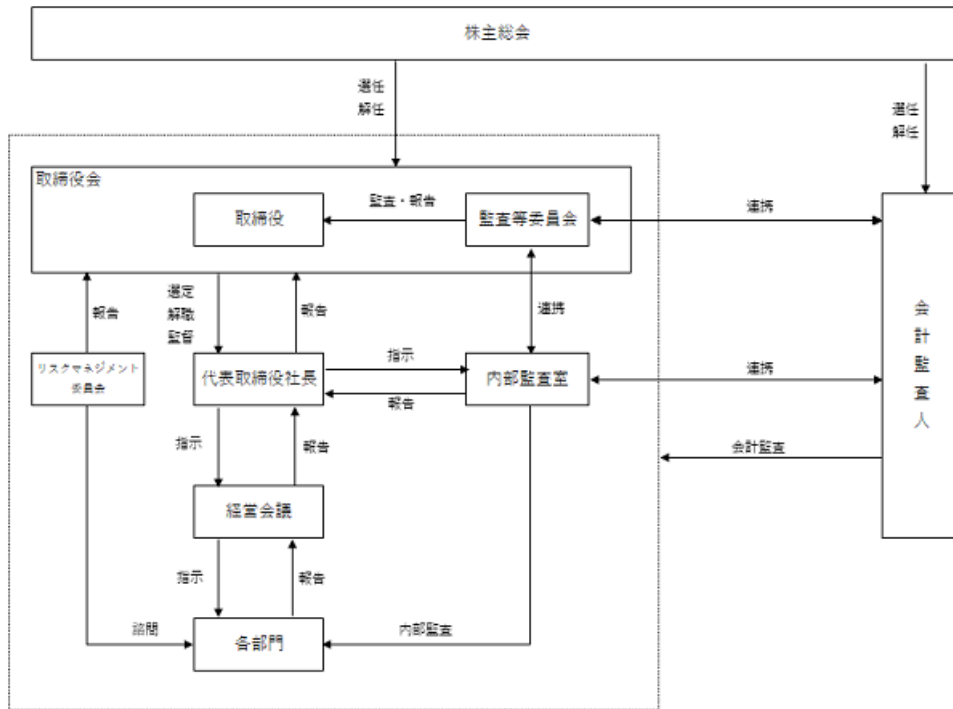 株主総会
選任
解任
選任
解任
取締役会
取締役
監査・報告
監査等委員会
連携
報告
選定
解職
監督
報告
連携
リスクマネジメント
委員会
代表取締役社長
指示
報告
内部監査室
連携
会
計
監
査
人
指示
報告
会計監査
経営会議
指示
報告
諮問
各部門
内部監査